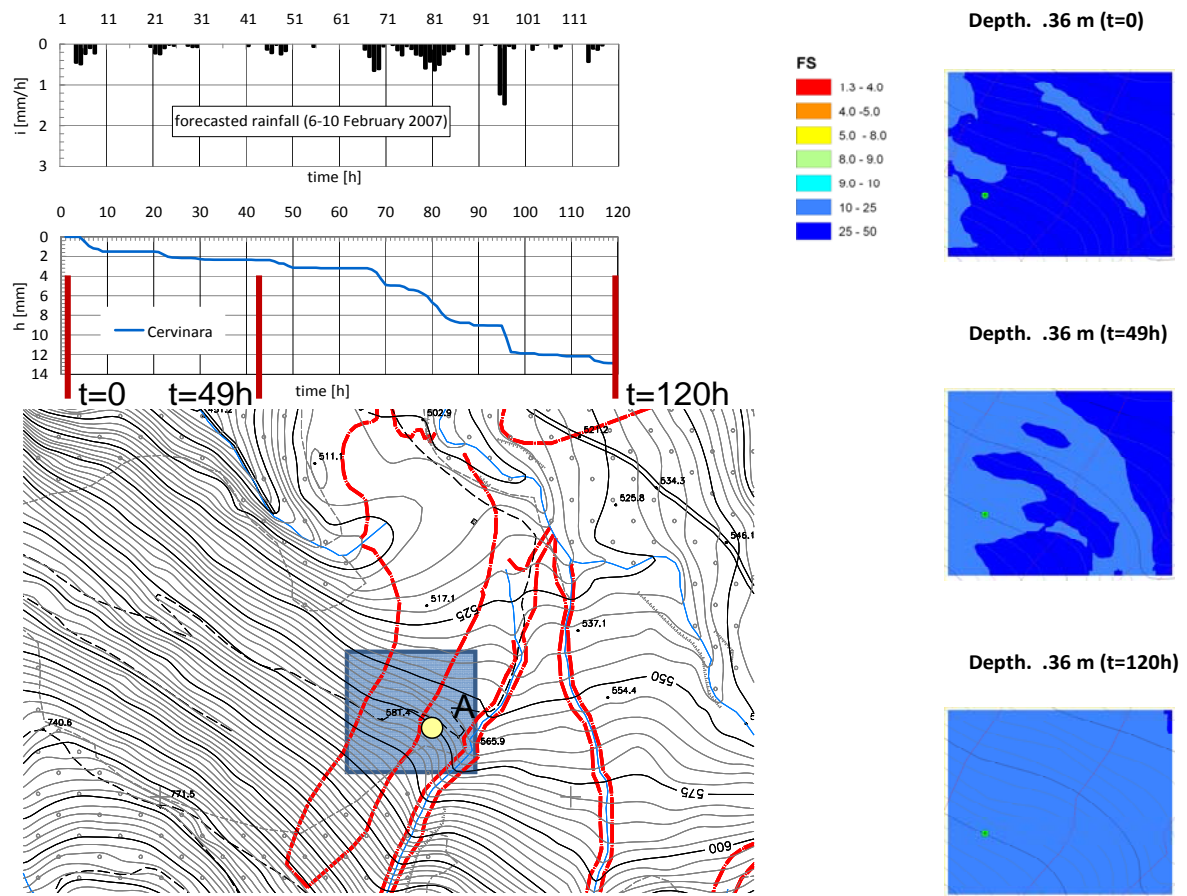 1 11 21 31 41 51 61 71 81 91 101 111
0
1
2
3
i [mm/h]
forecasted rainfall (6-10 February 2007)
time [h]
0 10 20 30 40 50 60 70 80 90 100 110 120
0
2
4
6
8
10
12
14
h [mm]
Cervinara
t=0 t=49h time [h] t=120h
502.9
521.2
511.1
534.3
525.8
546.1
517.1
525
537.1
550
554.4
A
581.4
740.6
565.9
575
771.5
600
FS
1.3 - 4.0
4.0 -5.0
5.0 - 8.0
8.0 - 9.0
9.0 - 10
10 - 25
25 - 50
Depth. .36 m (t=0)
Depth. .36 m (t=49h)
Depth. .36 m (t=120h)